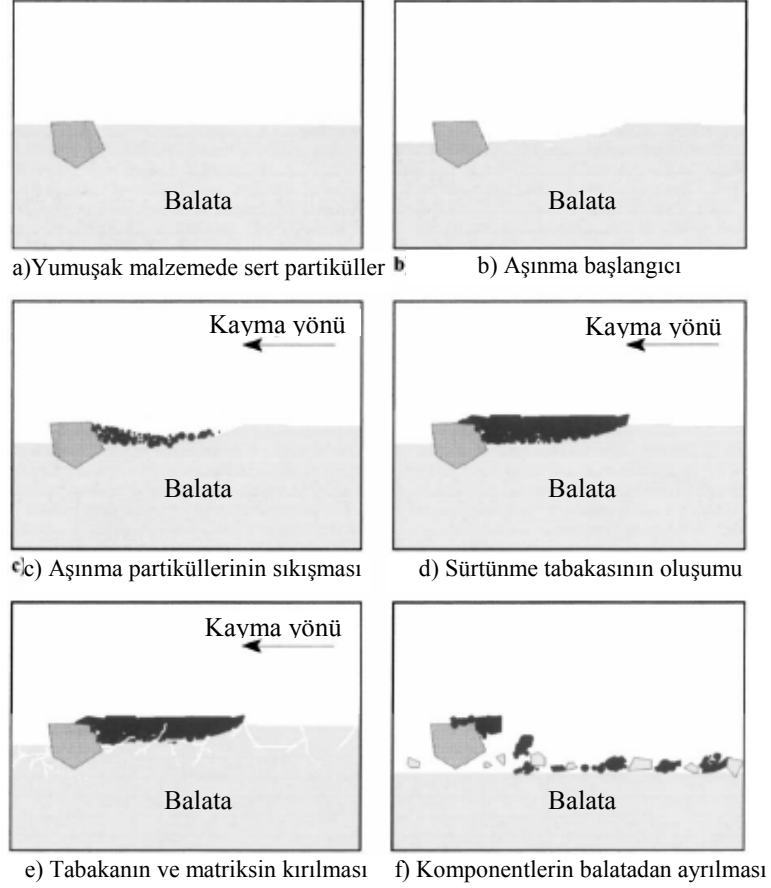 Balata
Balata
a)Yumuşak malzemede sert partiküller
b b) Aşınma başlangıcı
Kayma yönü
Kayma yönü
Balata
Balata
c) c) Aşınma partiküllerinin sıkışması
d) Sürtünme tabakasının oluşumu
Kayma yönü
Balata
Balata
e) Tabakanın ve matriksin kırılması
f) Komponentlerin balatadan ayrılması